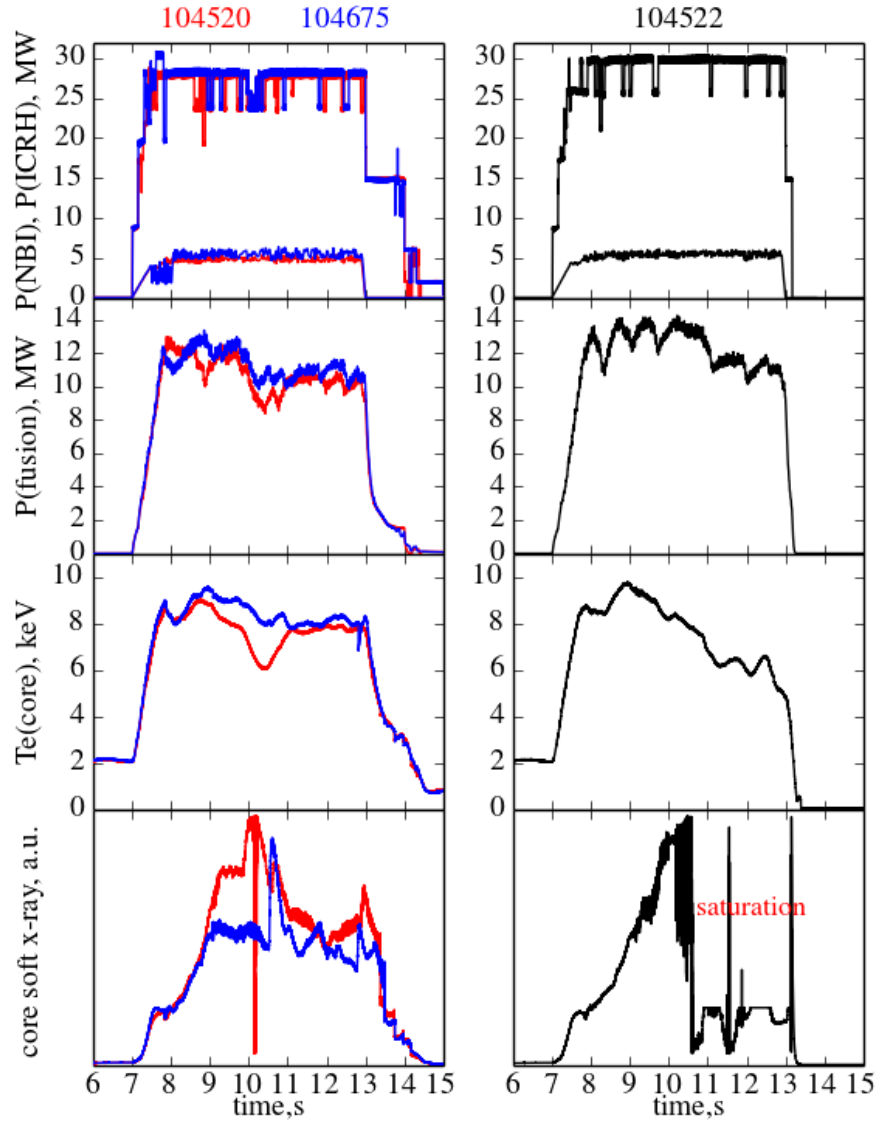 104520 104675 104522
P(NBI), P(ICRH), MW
30
25
20
15
10
5
0
P(fusion), MW
14
12
10
8
6
4
2
0
Te(core), keV
10
8
6
4
2
0
core soft x-ray, a.u.
saturation
6 7 8 9 10 11 12 13 14 15 6 7 8 9 10 11 12 13 14 15
time,s time,s